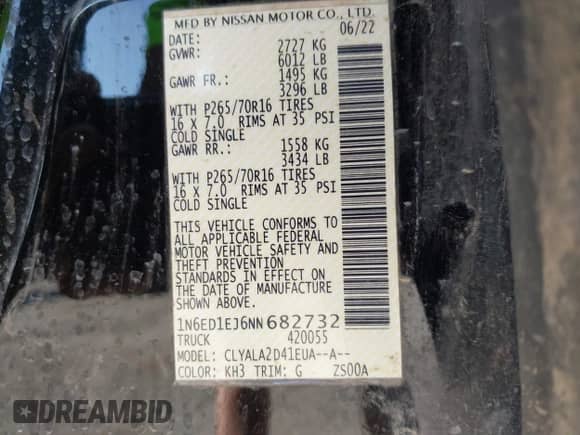 MFD BY NISSAN MOTOR CO., LTD.
DATE: 06/22
GVWR: 2727 KG
6012 LB
GAWR FR.: 1495 KG
3296 LB
WITH P265/70R16 TIRES
16 X 7.0 RIMS AT 35 PSI
COLD SINGLE
GAWR RR.: 1558 KG
3434 LB
WITH P265/70R16 TIRES
16 X 7.0 RIMS AT 35 PSI
COLD SINGLE
THIS VEHICLE CONFORMS TO
ALL APPLICABLE FEDERAL
MOTOR VEHICLE SAFETY AND
THEFT PREVENTION
STANDARDS IN EFFECT ON
THE DATE OF MANUFACTURE
SHOWN ABOVE.
1N6ED1EJ6NN682732
TRUCK 420055
MODEL: CLYALA2D41EUA--A--
COLOR: KH3 TRIM: G ZS00A
DREAMBID